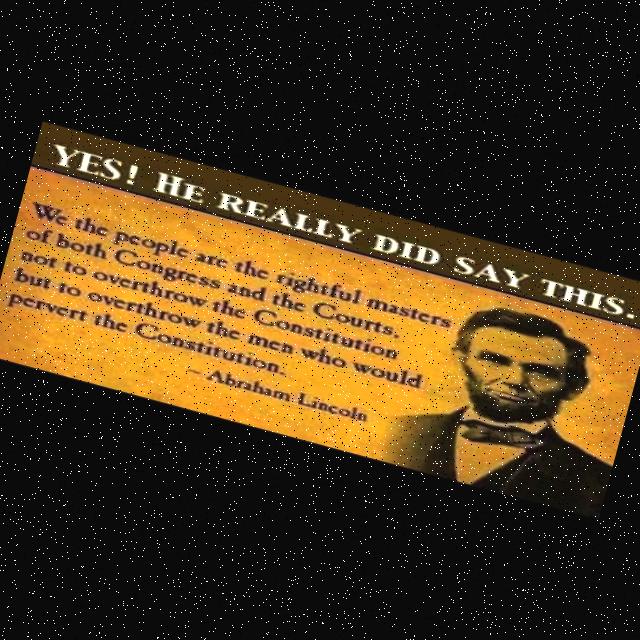 YES! HE REALLY DID SAY THIS.
We the people are the rightful masters
of both Congress and the Courts,
not to overthrow the Constitution
but to overthrow the men who would
pervert the Constitution.
— Abraham Lincoln